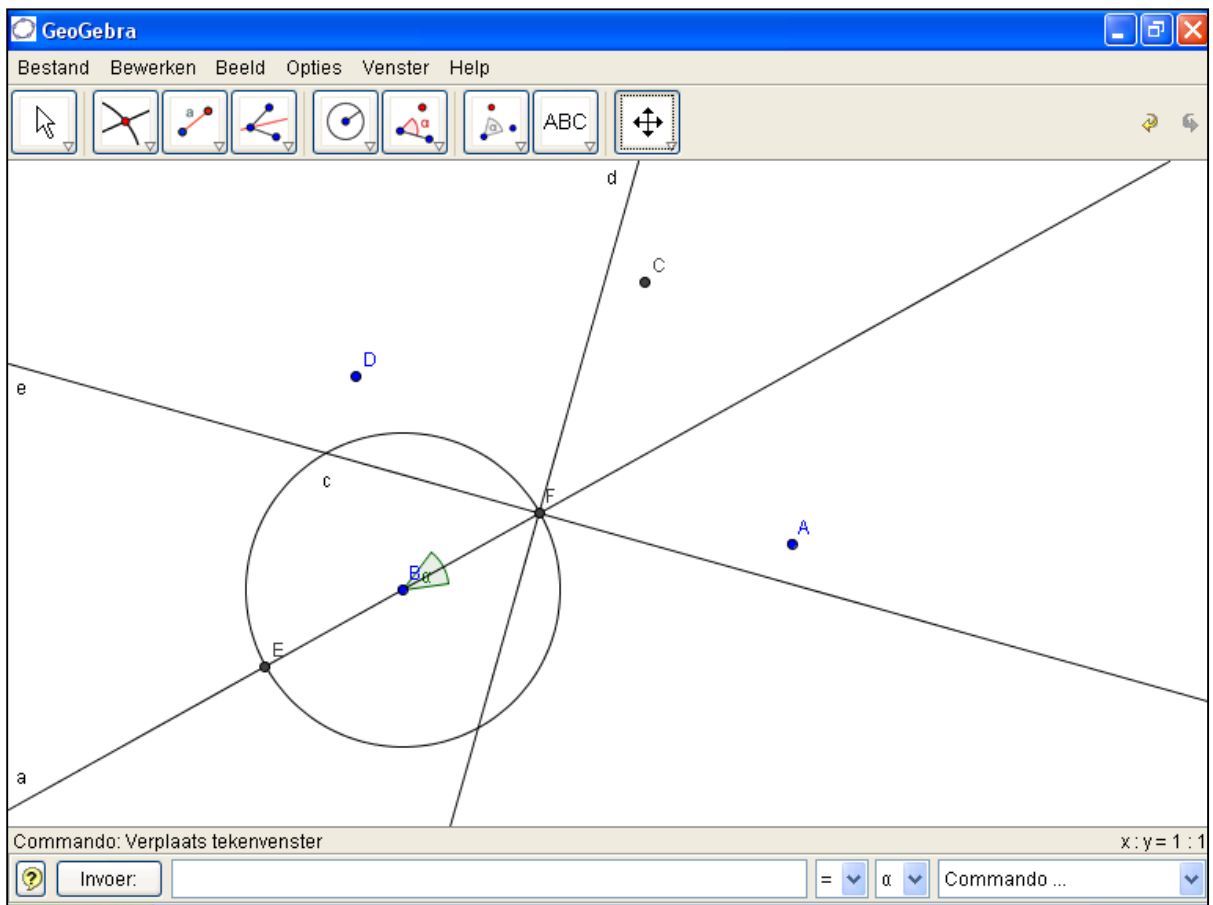 GeoGebra
Bestand Bewerken Beeld Opties Venster Help
a α α ABC
d
C
D
e
c
F
A
B α
E
a
Commando: Verplaats tekenvenster x : y = 1 : 1
? Invoer: = α Commando ...